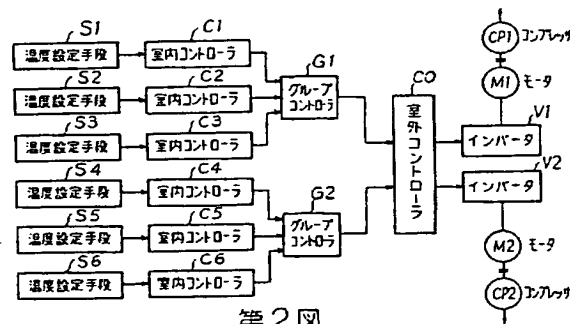 S1
温度設定手段
C1
室内コントローラ
S2
温度設定手段
C2
室内コントローラ
S3
温度設定手段
C3
室内コントローラ
S4
温度設定手段
C4
室内コントローラ
S5
温度設定手段
C5
室内コントローラ
S6
温度設定手段
C6
室内コントローラ
G1
グループ
コントローラ
G2
グループ
コントローラ
CO
室外コントローラ
CP1
コンプレッサ
M1
モータ
V1
インバータ
V2
インバータ
M2
モータ
CP2
コンプレッサ
第2図